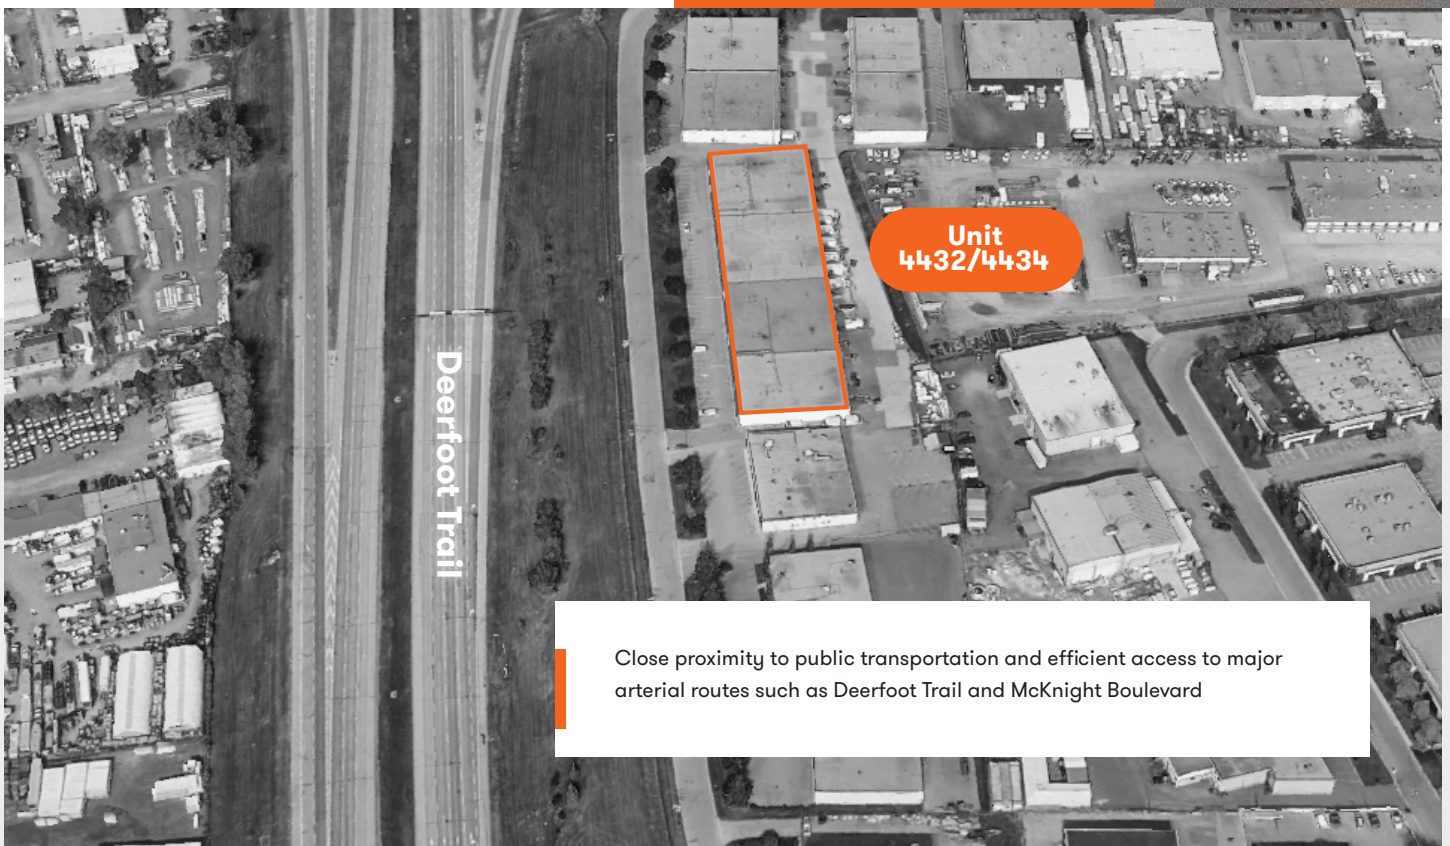 Unit
4432/4434
Deerfoot Trail
Close proximity to public transportation and efficient access to major
arterial routes such as Deerfoot Trail and McKnight Boulevard